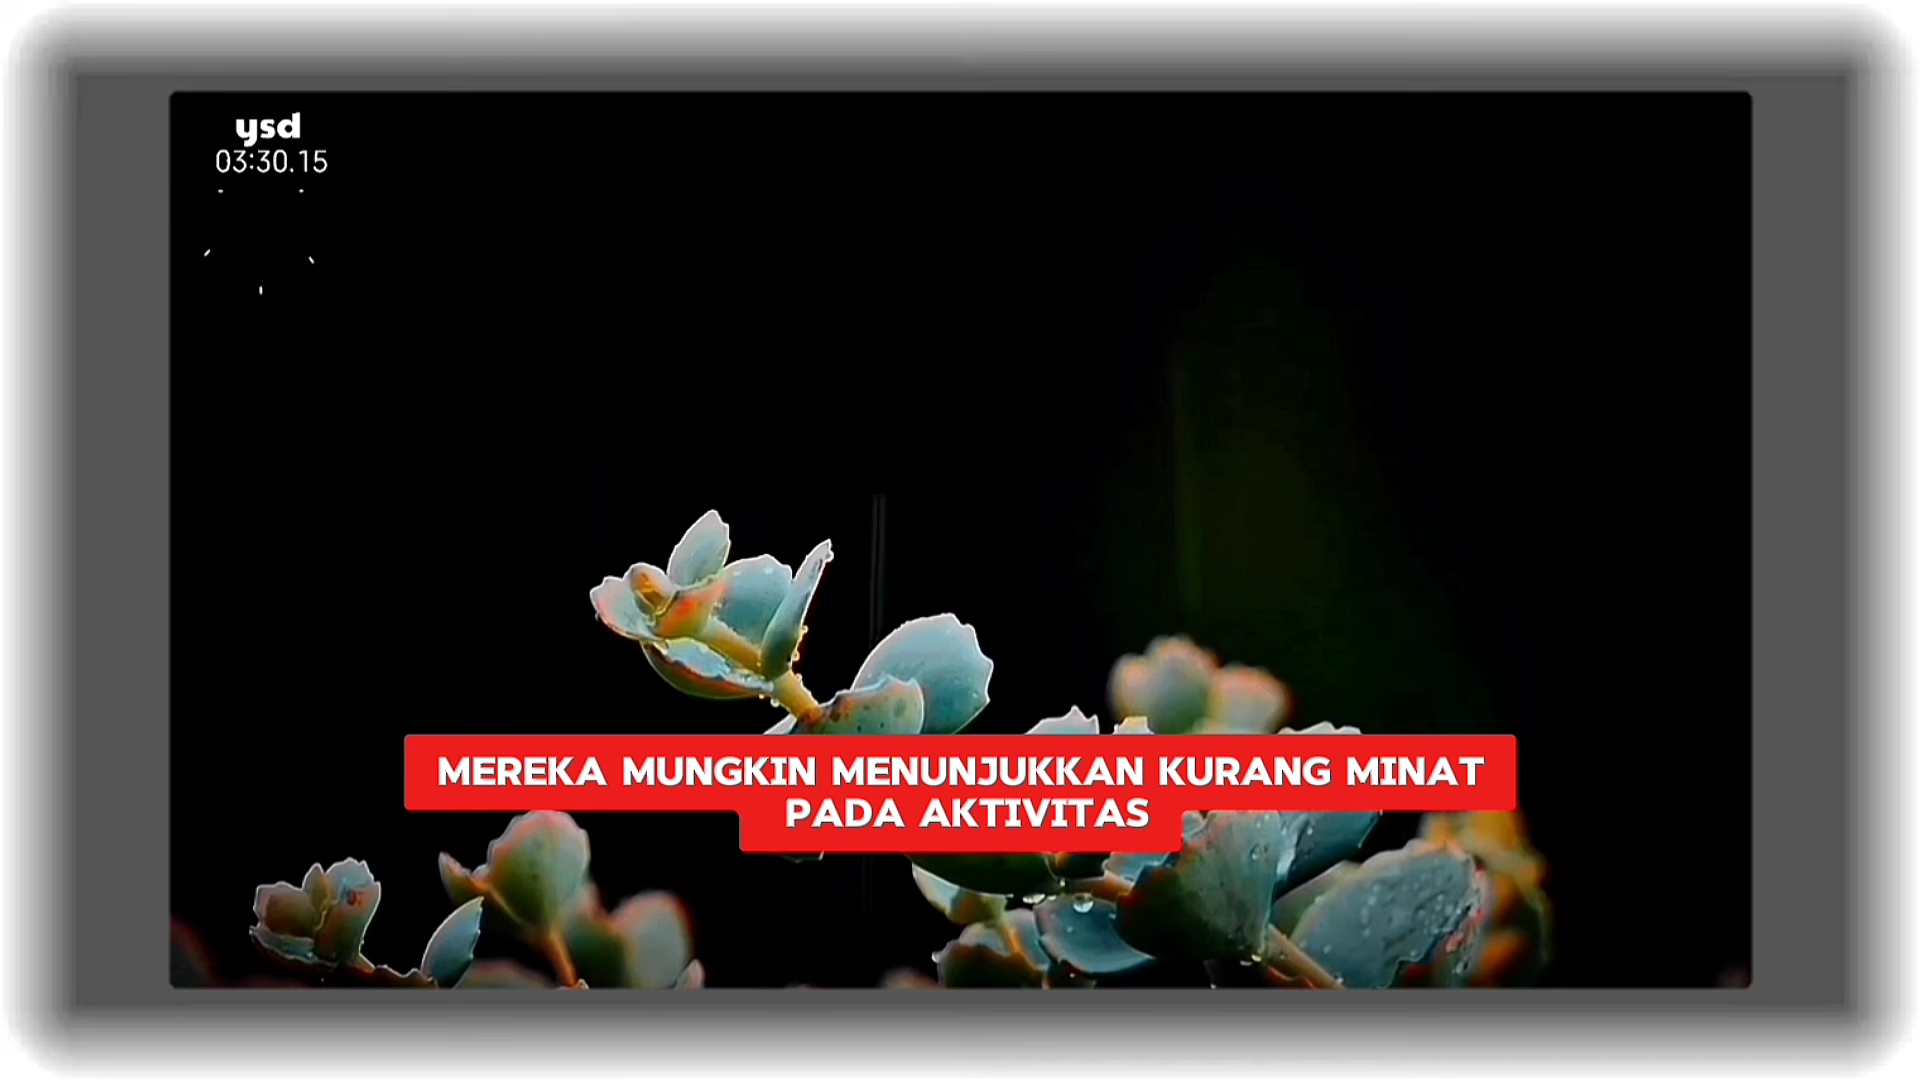 ysd
03:30.15
MEREKA MUNGKIN MENUNJUKKAN KURANG MINAT
PADA AKTIVITAS